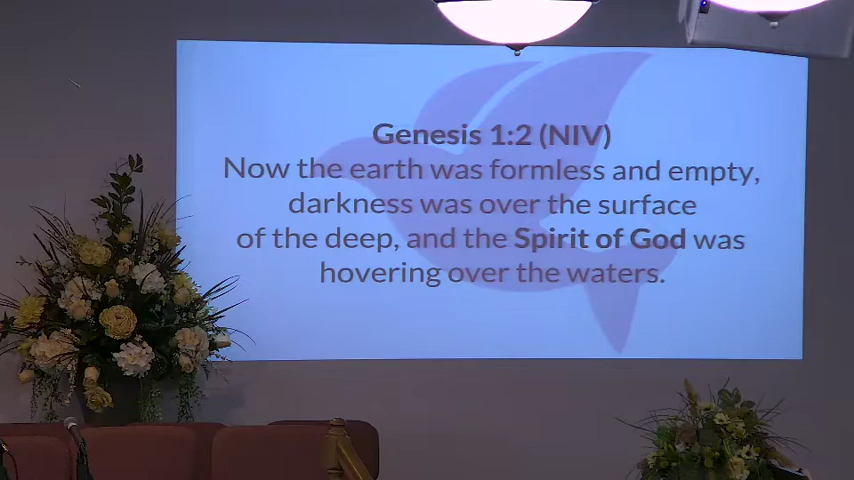 Genesis 1:2 (NIV)
Now the earth was formless and empty,
darkness was over the surface
of the deep, and the Spirit of God was
hovering over the waters.